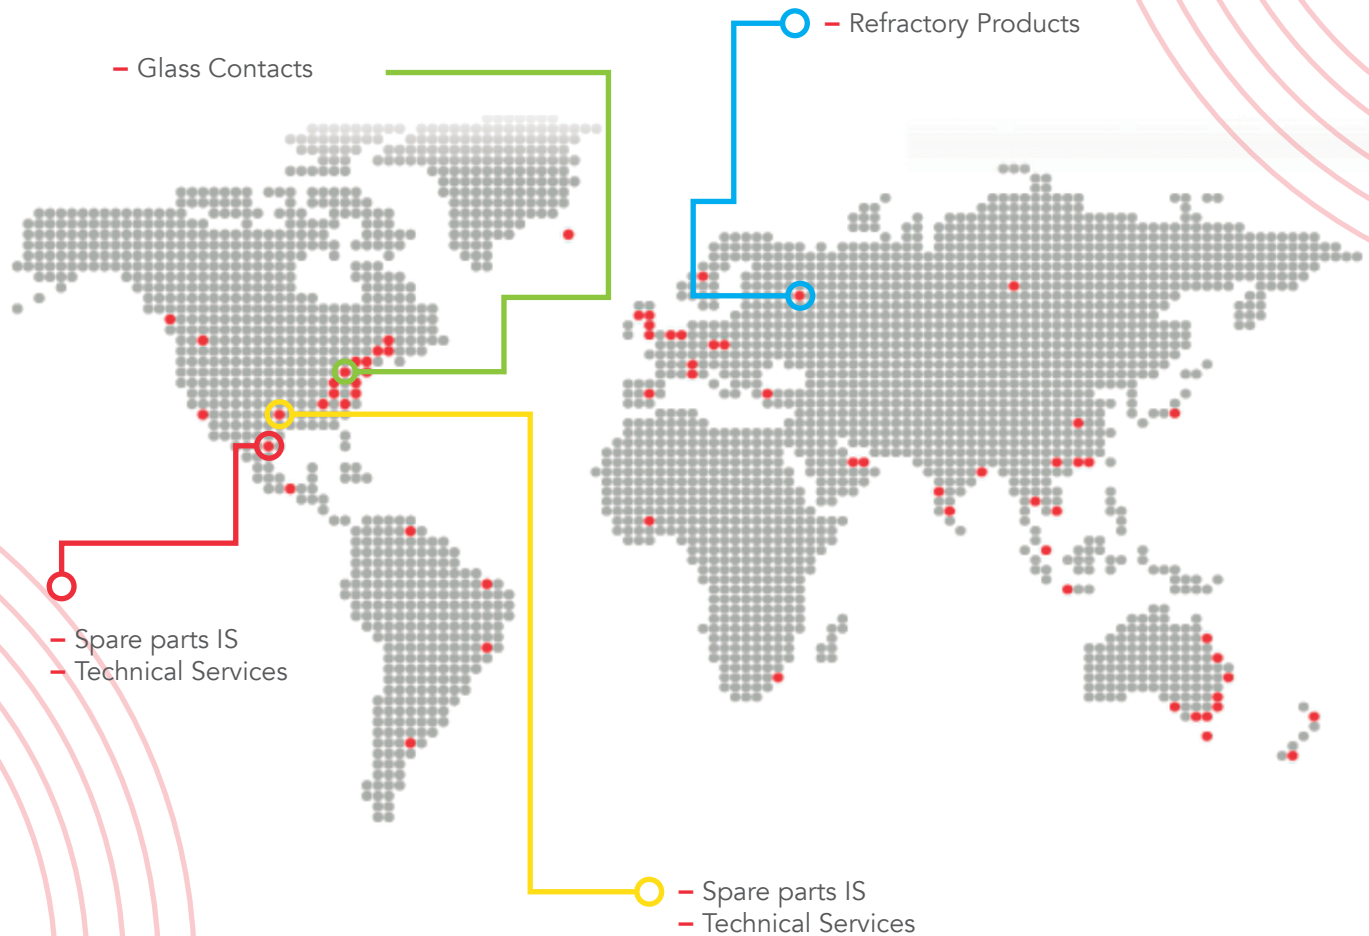 – Refractory Products
– Glass Contacts
– Spare parts IS
– Technical Services
– Spare parts IS
– Technical Services